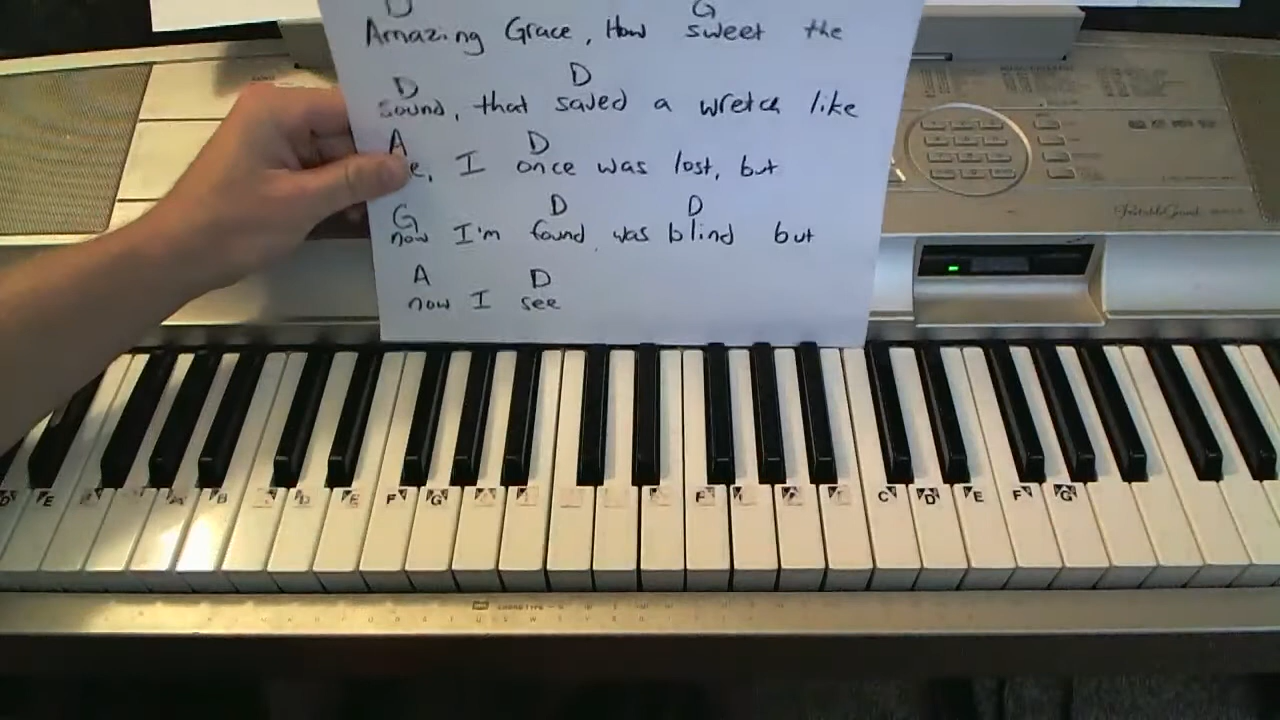 D G
Amazing Grace, How sweet the
D D
sound, that saved a wretch like
A D
e, I once was lost, but
G D D
now I'm found was blind but
A D
now I see
D E A B D E F G F C D E F G